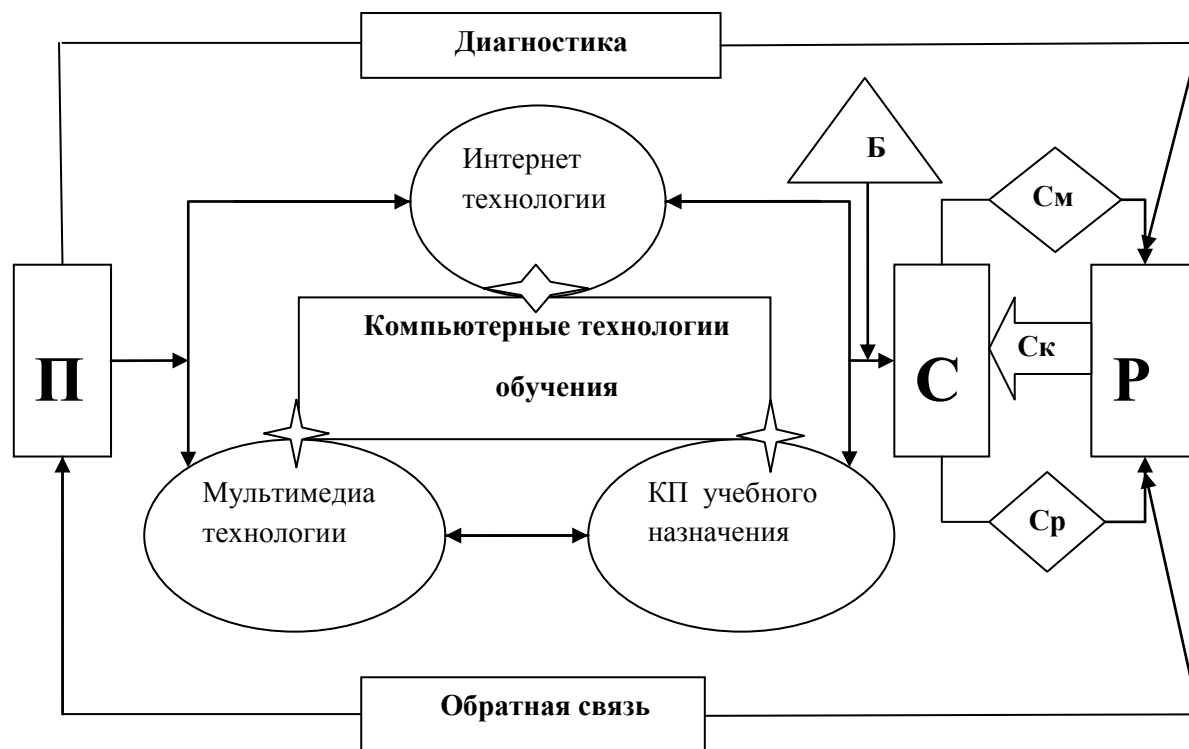 Диагностика
Интернет
технологии
Б
См
Компьютерные технологии
обучения
П
С
Ск
Р
Мультимедиа
технологии
КП учебного
назначения
Ср
Обратная связь